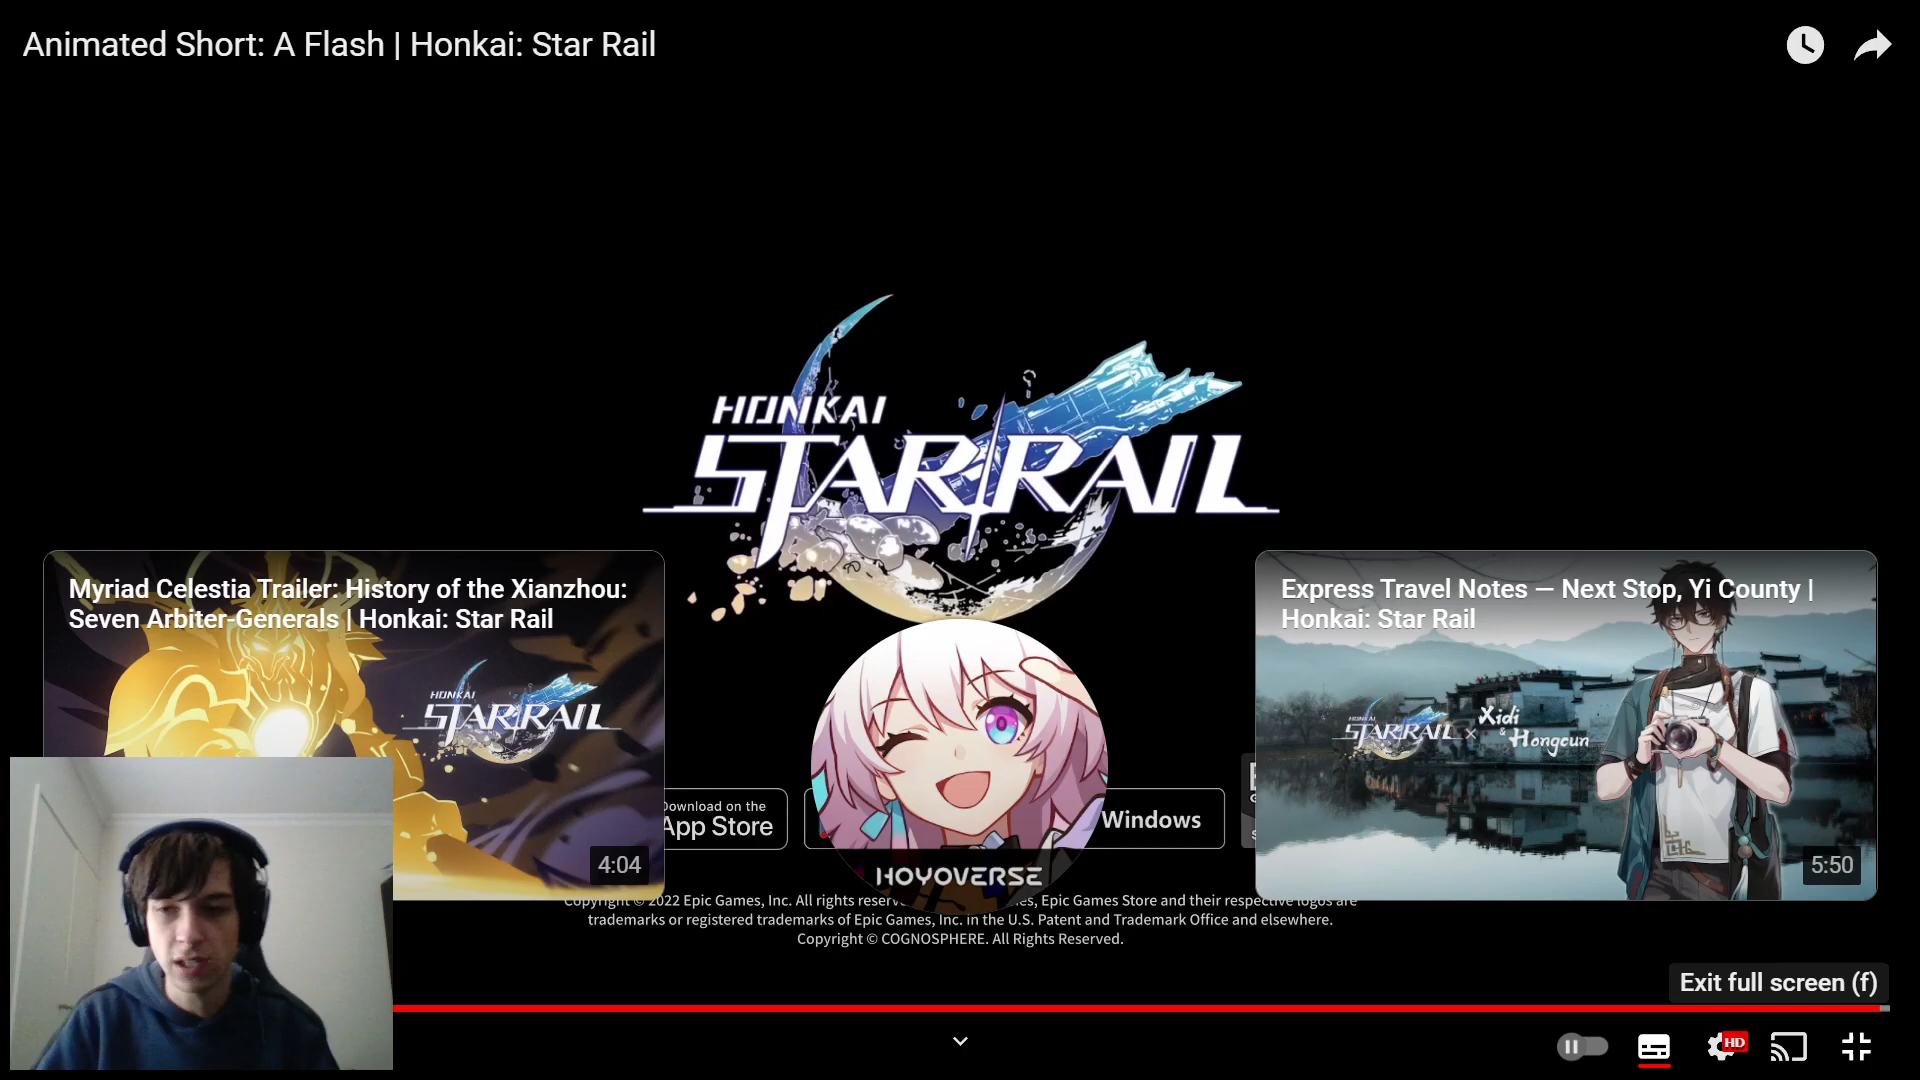 Animated Short: A Flash | Honkai: Star Rail
HONKAI
STAR RAIL
Myriad Celestia Trailer: History of the Xianzhou:
Seven Arbiter-Generals | Honkai: Star Rail
HONKAI
STAR RAIL
4:04
Express Travel Notes — Next Stop, Yi County |
Honkai: Star Rail
HONKAI
STAR RAIL × Xidi & Hongcun
5:50
Download on the
App Store
Windows
HOYOVERSE
Copyright © 2022 Epic Games, Inc. All rights Epic Games Store and their respective logos are
trademarks or registered trademarks of Epic Games, Inc. in the U.S. Patent and Trademark Office and elsewhere.
Copyright © COGNOSPHERE. All Rights Reserved.
Exit full screen (f)
HD